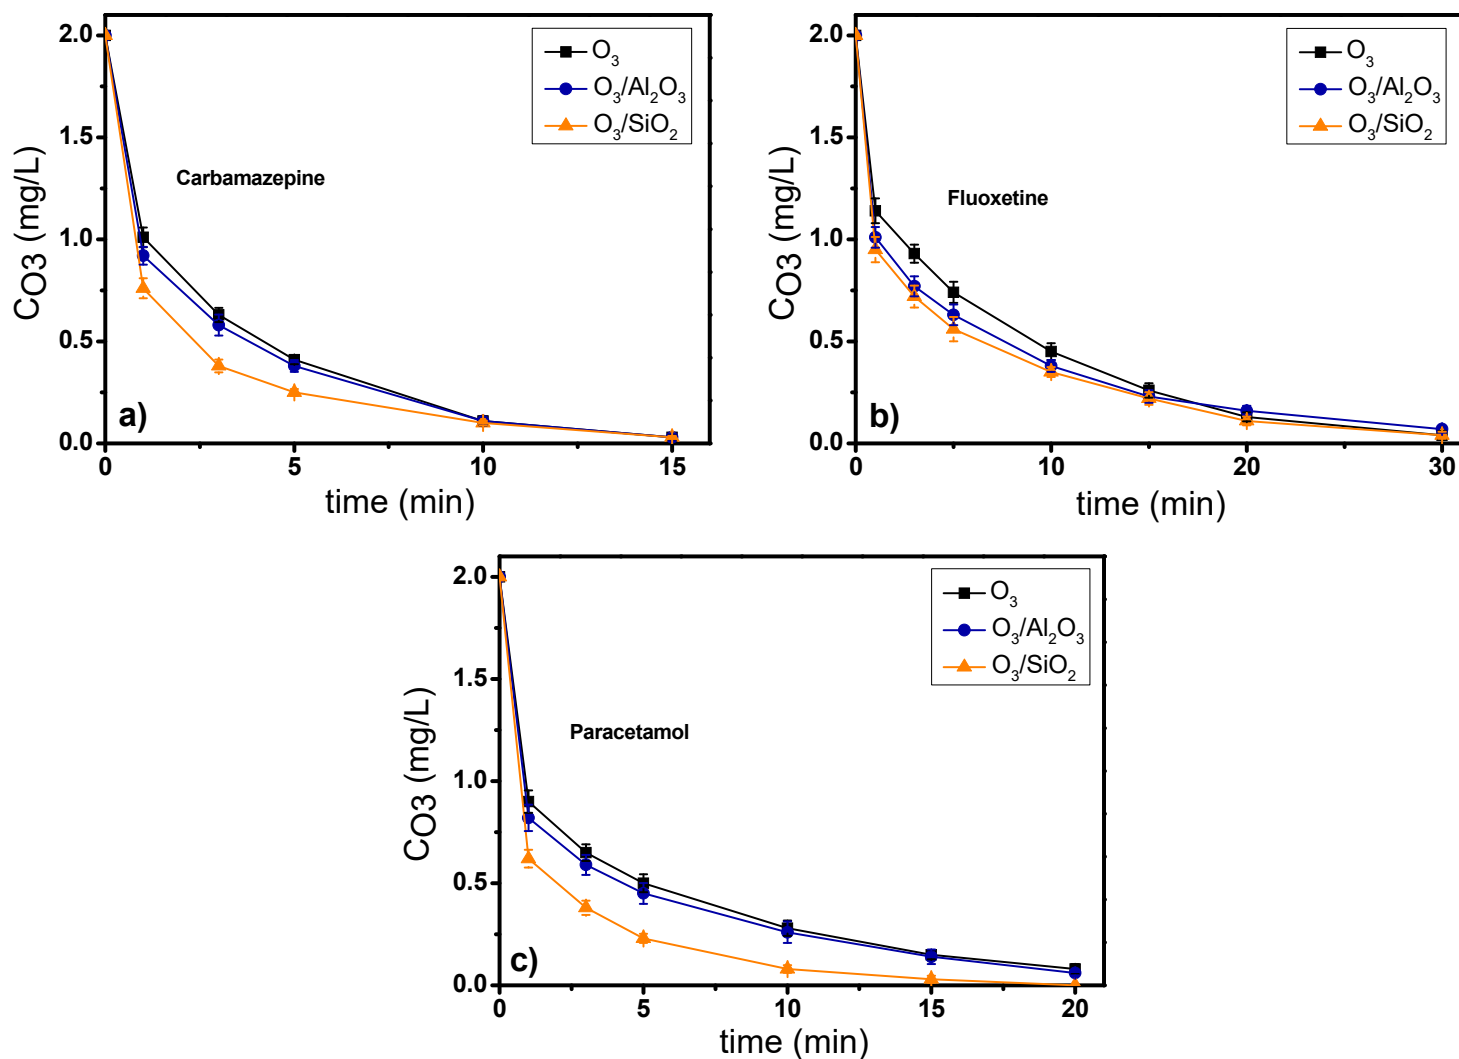 2.0
1.5
1.0
0.5
0.0
C O3 (mg/L)
O3
O3/Al2O3
O3/SiO2
Carbamazepine
a)
0 5 10 15
time (min)
2.0
1.5
1.0
0.5
0.0
C O3 (mg/L)
O3
O3/Al2O3
O3/SiO2
Fluoxetine
b)
0 10 20 30
time (min)
2.0
1.5
1.0
0.5
0.0
C O3 (mg/L)
O3
O3/Al2O3
O3/SiO2
Paracetamol
c)
0 5 10 15 20
time (min)